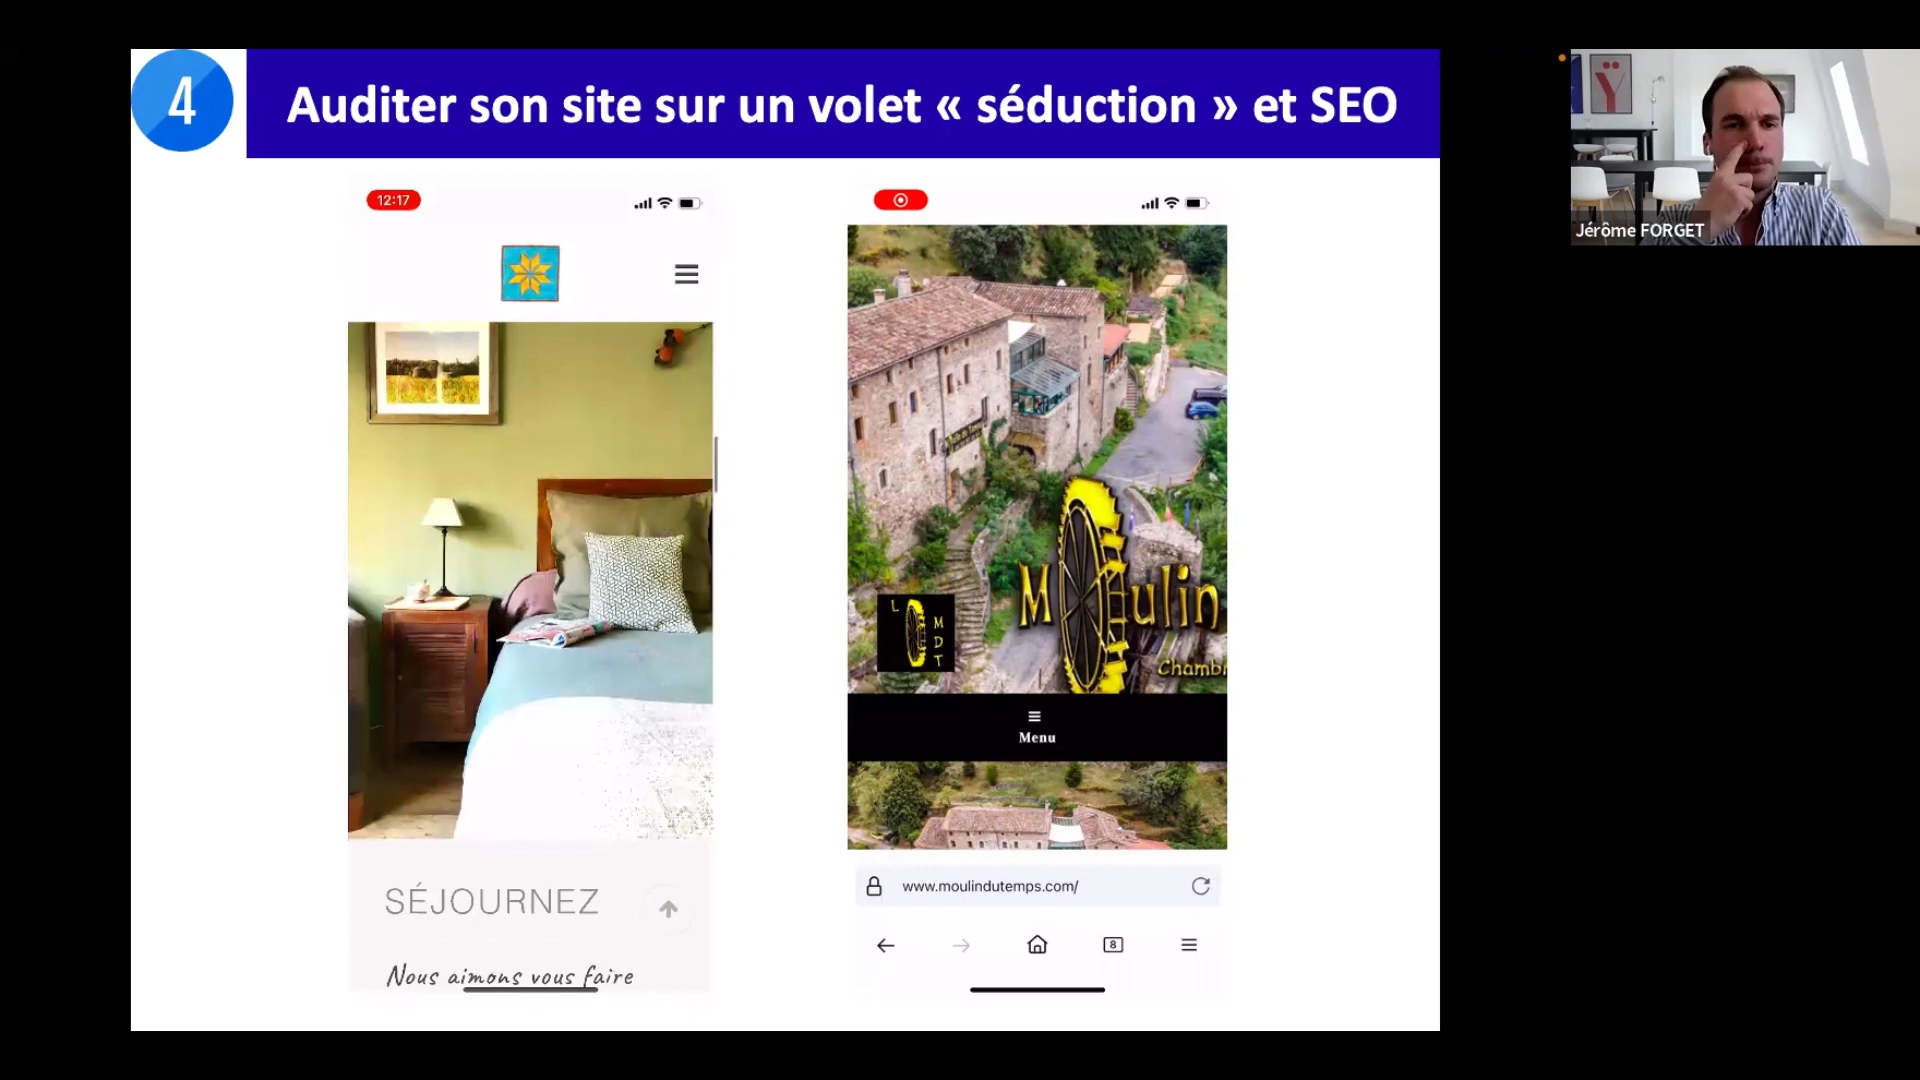 4
Auditer son site sur un volet « séduction » et SEO
12:17
SÉJOURNEZ
Nous aimons vous faire
Moulin
Chamb
L
M
D
T
Menu
www.moulindutemps.com/
8
Jérôme FORGET
Ÿ